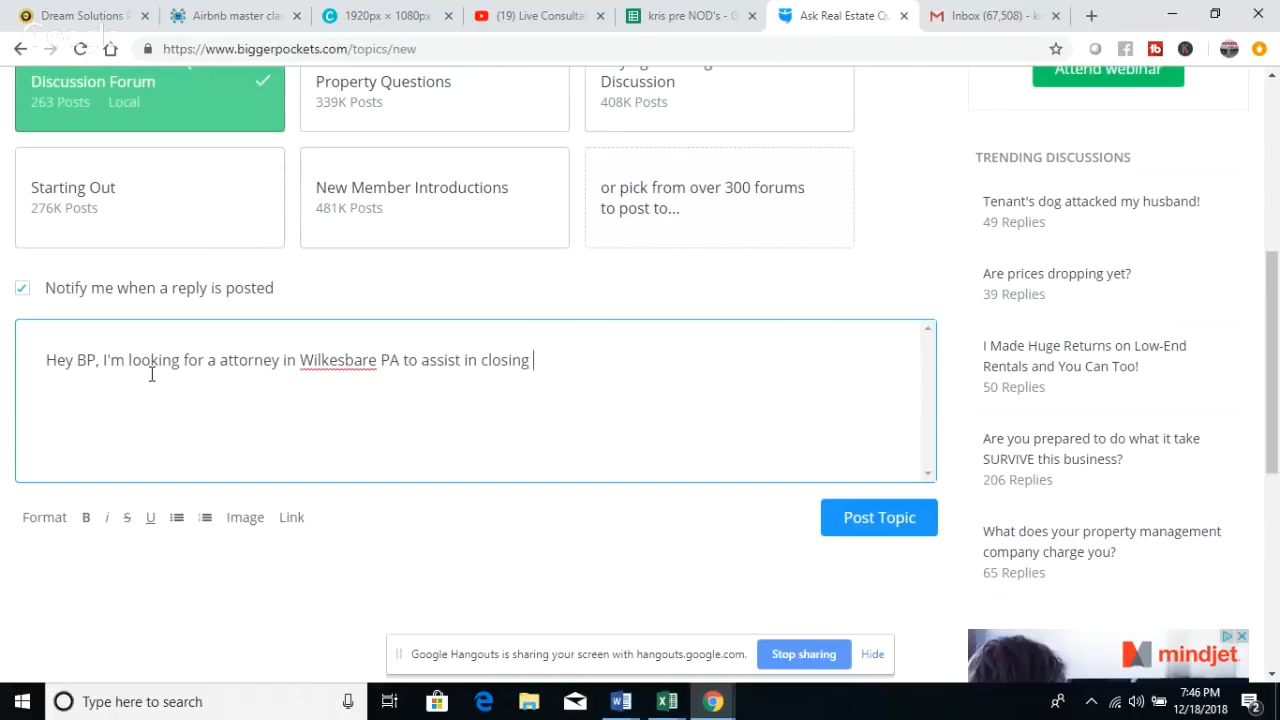 Dream Solutions P
Airbnb master clas
1920px × 1080px
(19) Live Consultat
kris pre NOD's - G
Ask Real Estate Qu
Inbox (67,508) - kr
https://www.biggerpockets.com/topics/new
Discussion Forum
263 Posts Local
Property Questions
339K Posts
Discussion
408K Posts
Attend webinar
Starting Out
276K Posts
New Member Introductions
481K Posts
or pick from over 300 forums
to post to...
TRENDING DISCUSSIONS
Tenant's dog attacked my husband!
49 Replies
Are prices dropping yet?
39 Replies
I Made Huge Returns on Low-End
Rentals and You Can Too!
50 Replies
Are you prepared to do what it take
SURVIVE this business?
206 Replies
What does your property management
company charge you?
65 Replies
Notify me when a reply is posted
Hey BP, I'm looking for a attorney in Wilkesbare PA to assist in closing
Format B i S U Image Link
Post Topic
Google Hangouts is sharing your screen with hangouts.google.com.
Stop sharing
Hide
mindjet.
Type here to search
7:46 PM
12/18/2018
2